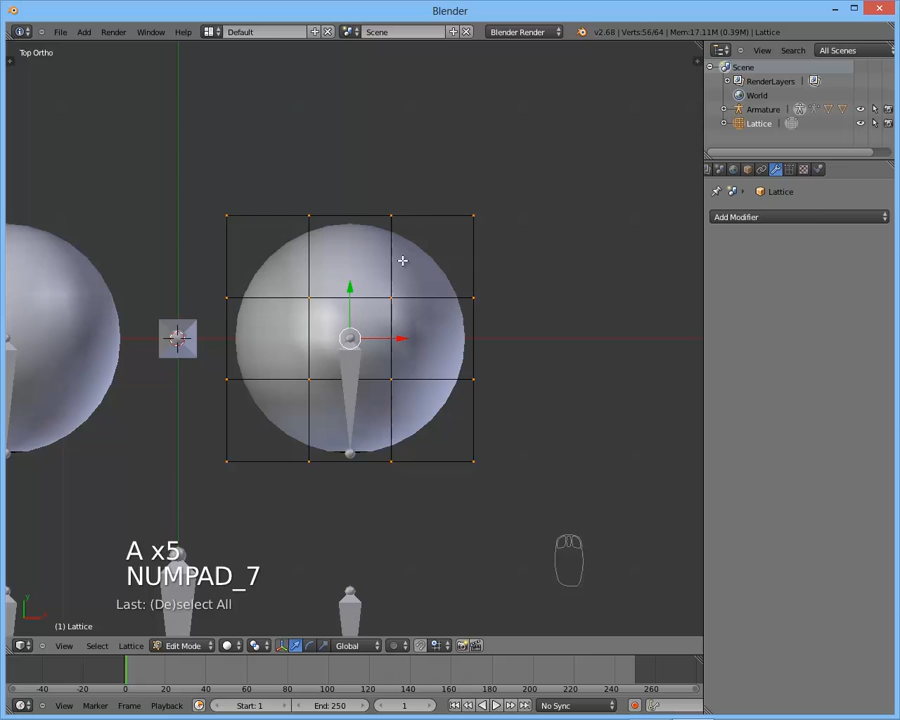 Blender
File Add Render Window Help Default Scene Blender Render v2.68 | Verts:56/64 | Mem:17.11M (0.39M) | Lattice
View Search All Scenes
Top Ortho
Scene
RenderLayers
World
Armature
Lattice
Lattice
Add Modifier
A x5
NUMPAD_7
Last: (De)select All
(1) Lattice
View Select Lattice Edit Mode Global
-40 -20 0 20 40 60 80 100 120 140 160 180 200 220 240 260
View Marker Frame Playback Start: 1 End: 250 1 No Sync